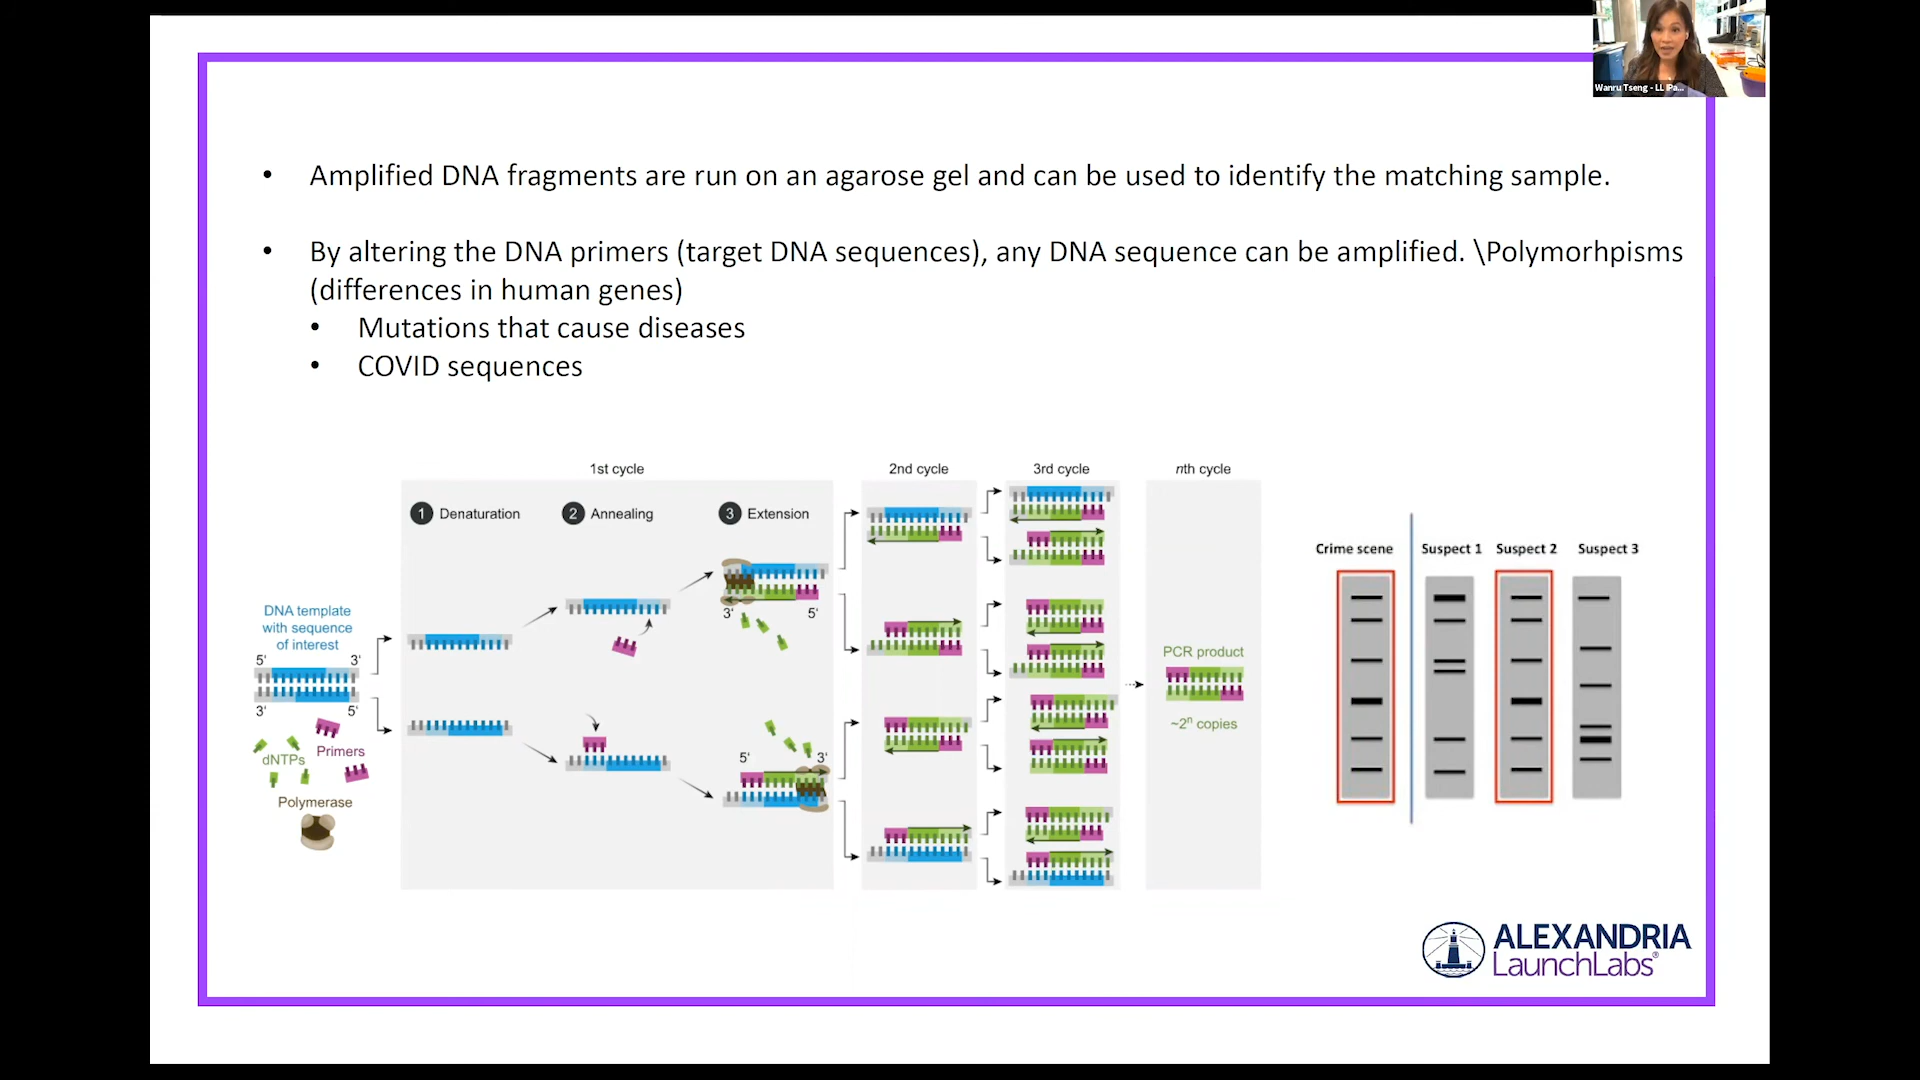 Wanru Tseng - LL (Pa...
• Amplified DNA fragments are run on an agarose gel and can be used to identify the matching sample.
• By altering the DNA primers (target DNA sequences), any DNA sequence can be amplified. \Polymorhpisms
(differences in human genes)
• Mutations that cause diseases
• COVID sequences
1st cycle
2nd cycle
3rd cycle
nth cycle
1 Denaturation
2 Annealing
3 Extension
Crime scene
Suspect 1
Suspect 2
Suspect 3
DNA template
with sequence
of interest
5' 3'
3' 5'
3' 5'
5' 3'
Primers
dNTPs
Polymerase
PCR product
~2ⁿ copies
ALEXANDRIA
LaunchLabs®